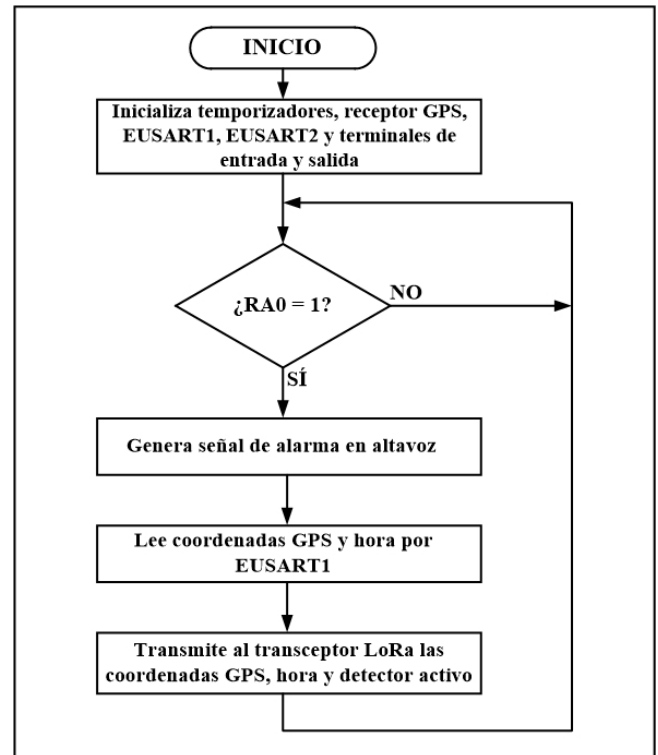 INICIO
Inicializa temporizadores, receptor GPS,
EUSART1, EUSART2 y terminales de
entrada y salida
¿RA0 = 1?
NO
SÍ
Genera señal de alarma en altavoz
Lee coordenadas GPS y hora por
EUSART1
Transmite al transceptor LoRa las
coordenadas GPS, hora y detector activo